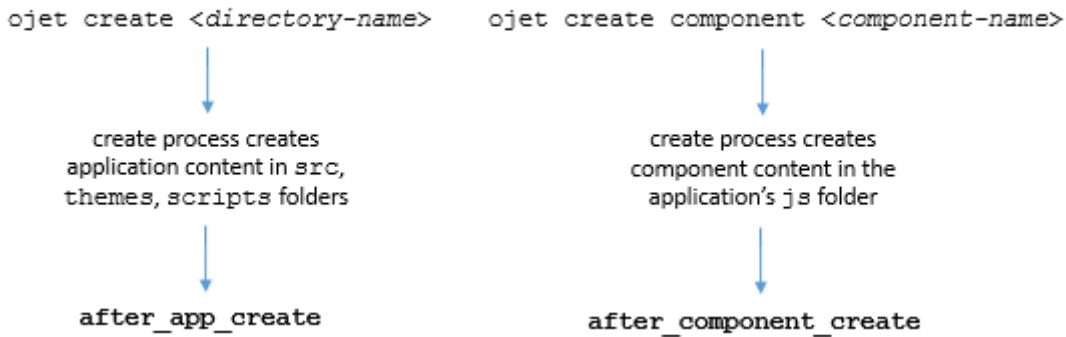 ojet create <directory-name>
create process creates
application content in src,
themes, scripts folders
after_app_create
ojet create component <component-name>
create process creates
component content in the
application's js folder
after_component_create